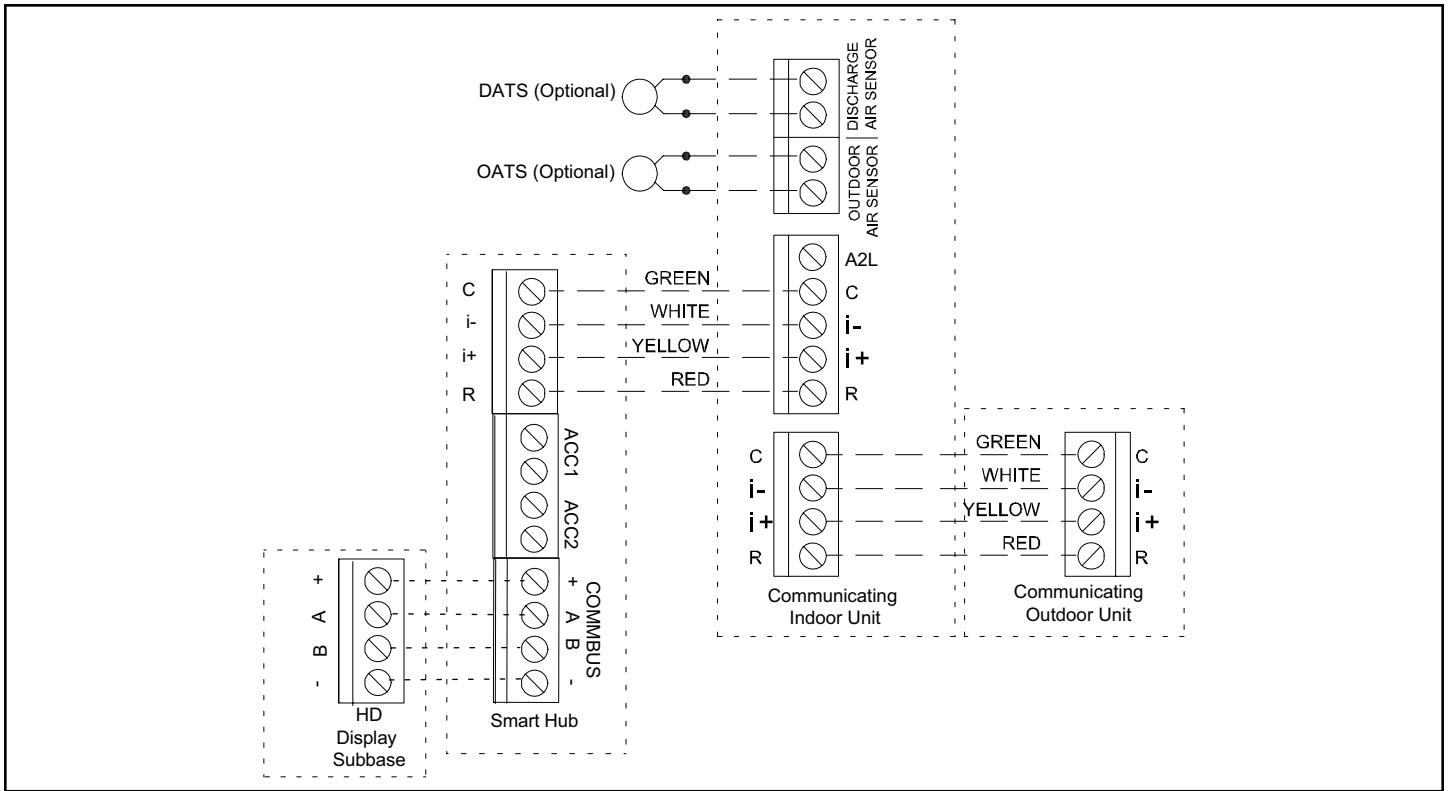 DATS (Optional)
DISCHARGE
AIR SENSOR
OATS (Optional)
OUTDOOR
AIR SENSOR
A2L
C
GREEN
C
i-
WHITE
i-
i+
YELLOW
i+
R
RED
R
ACC1
ACC2
C
GREEN
C
i-
WHITE
i-
i+
YELLOW
i+
R
RED
R
Communicating
Indoor Unit
Communicating
Outdoor Unit
+
A
B
-
+
A
B
-
COMMBUS
HD
Display
Subbase
Smart Hub